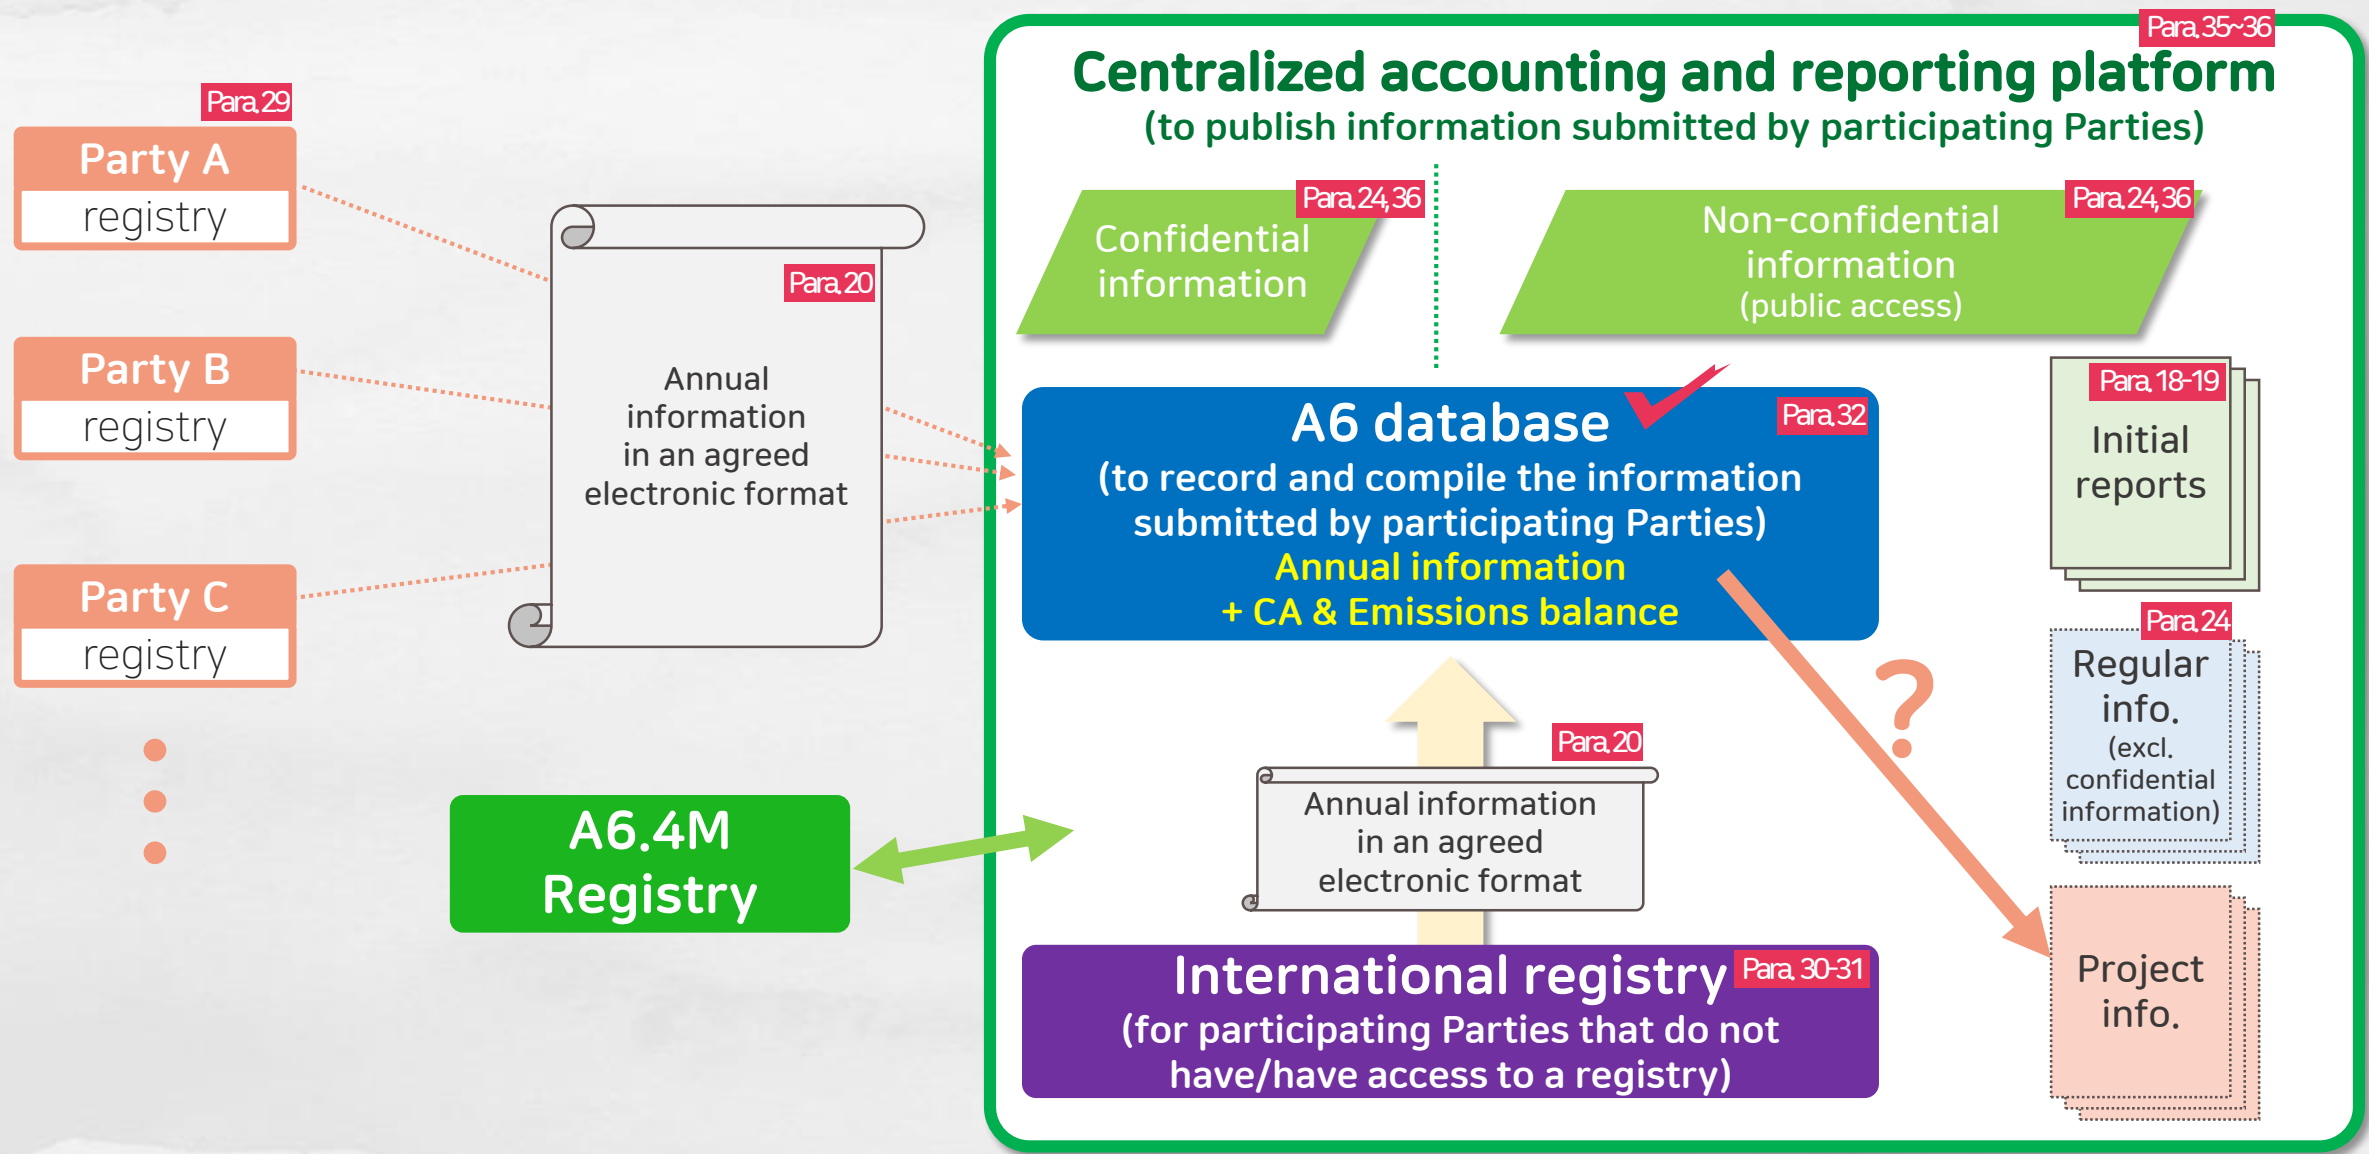 Para. 29
Party A
registry
Party B
registry
Party C
registry
Para. 20
Annual
information
in an agreed
electronic format
A6.4M
Registry
Para. 35~36
Centralized accounting and reporting platform
(to publish information submitted by participating Parties)
Para. 24, 36
Confidential
information
Para. 24, 36
Non-confidential
information
(public access)
A6 database
Para. 32
(to record and compile the information
submitted by participating Parties)
Annual information
+ CA & Emissions balance
?
Para. 20
Annual information
in an agreed
electronic format
International registry
Para. 30-31
(for participating Parties that do not
have/have access to a registry)
Para. 18-19
Initial
reports
Para. 24
Regular
info.
(excl.
confidential
information)
Project
info.